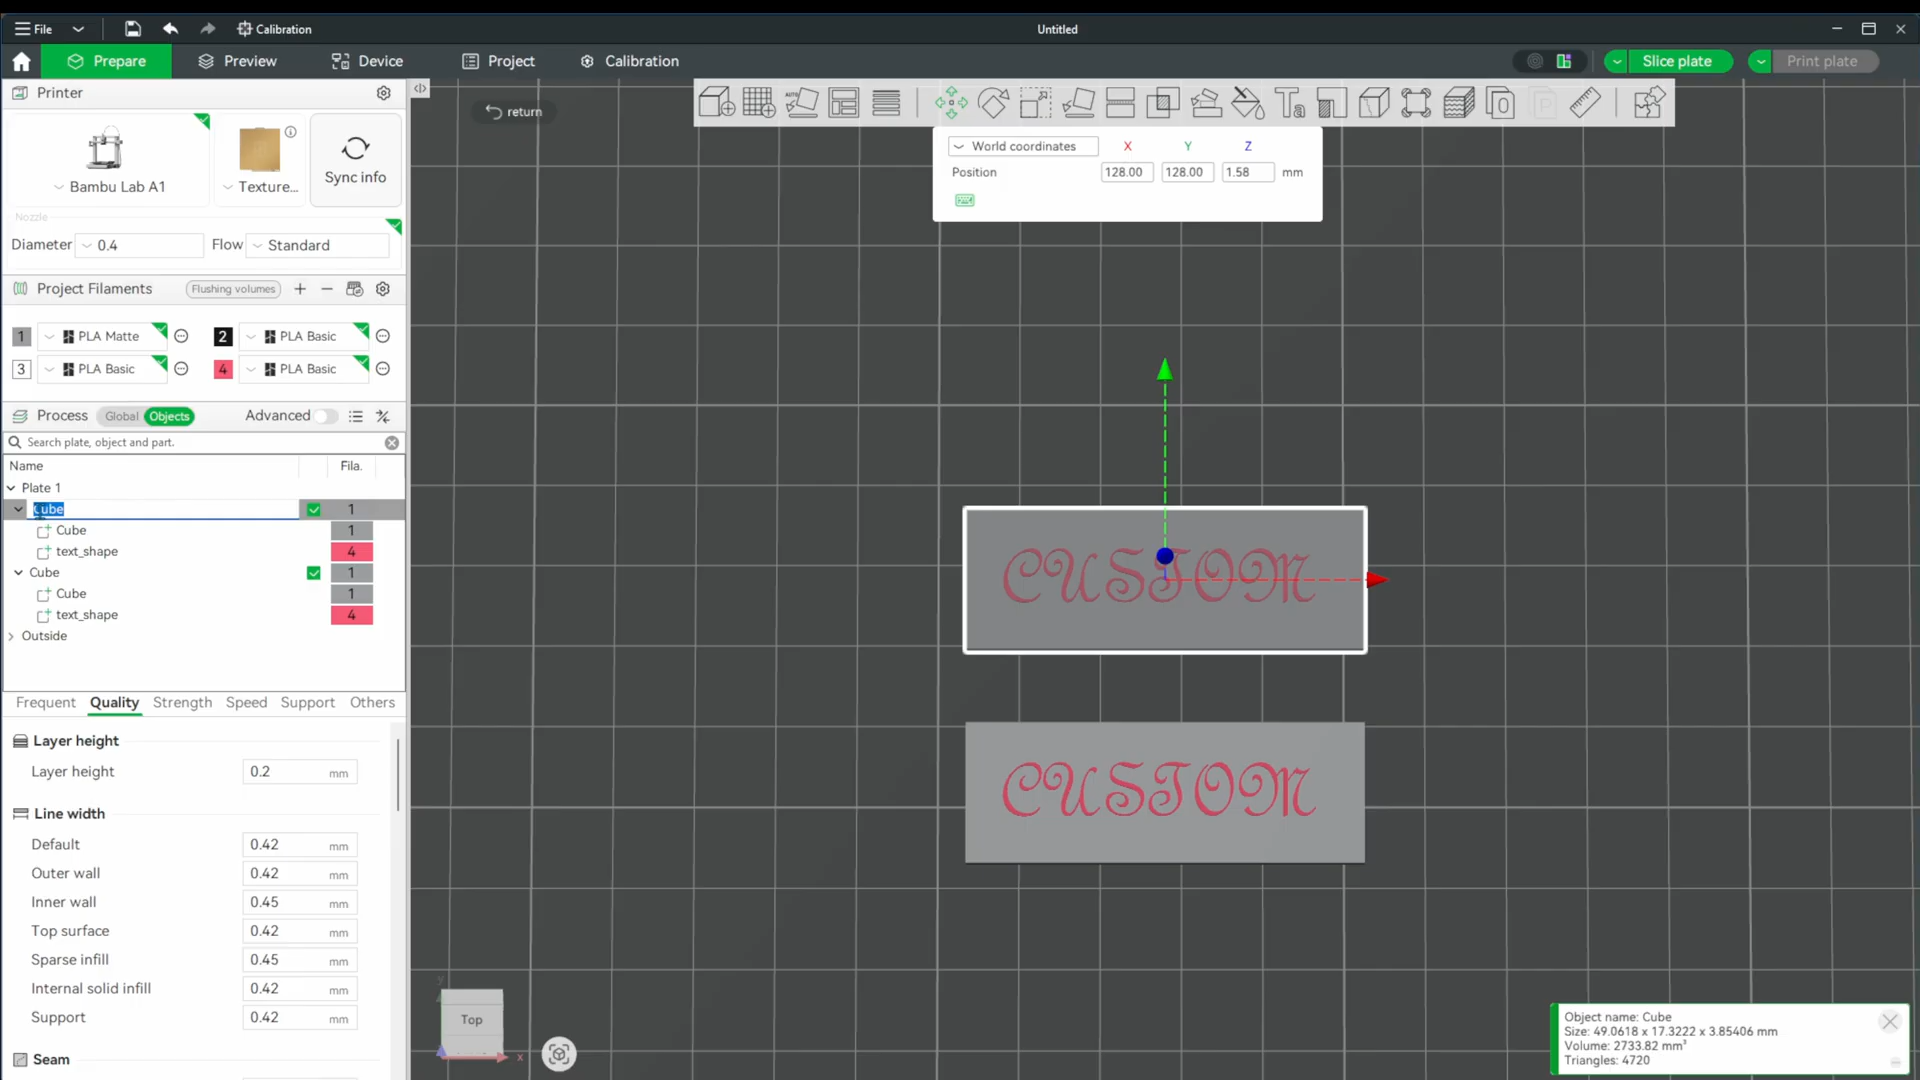 File
Calibration
Untitled
Prepare
Preview
Device
Project
Calibration
Slice plate
Print plate
Printer
return
Bambu Lab A1
Texture...
Sync info
World coordinates X Y Z
Position 128.00 128.00 1.58 mm
Nozzle
Diameter 0.4 Flow Standard
Project Filaments Flushing volumes
1 PLA Matte 2 PLA Basic
3 PLA Basic 4 PLA Basic
Process Global Objects Advanced
Search plate, object and part.
Name Fila.
Plate 1
Cube 1
Cube 1
text_shape 4
Cube 1
Cube 1
text_shape 4
Outside
CUSTOM
CUSTOM
Frequent Quality Strength Speed Support Others
Layer height
Layer height 0.2 mm
Line width
Default 0.42 mm
Outer wall 0.42 mm
Inner wall 0.45 mm
Top surface 0.42 mm
Sparse infill 0.45 mm
Internal solid infill 0.42 mm
Support 0.42 mm
Seam
y
Top
x
Object name: Cube
Size: 49.0618 x 17.3222 x 3.85406 mm
Volume: 2733.82 mm³
Triangles: 4720